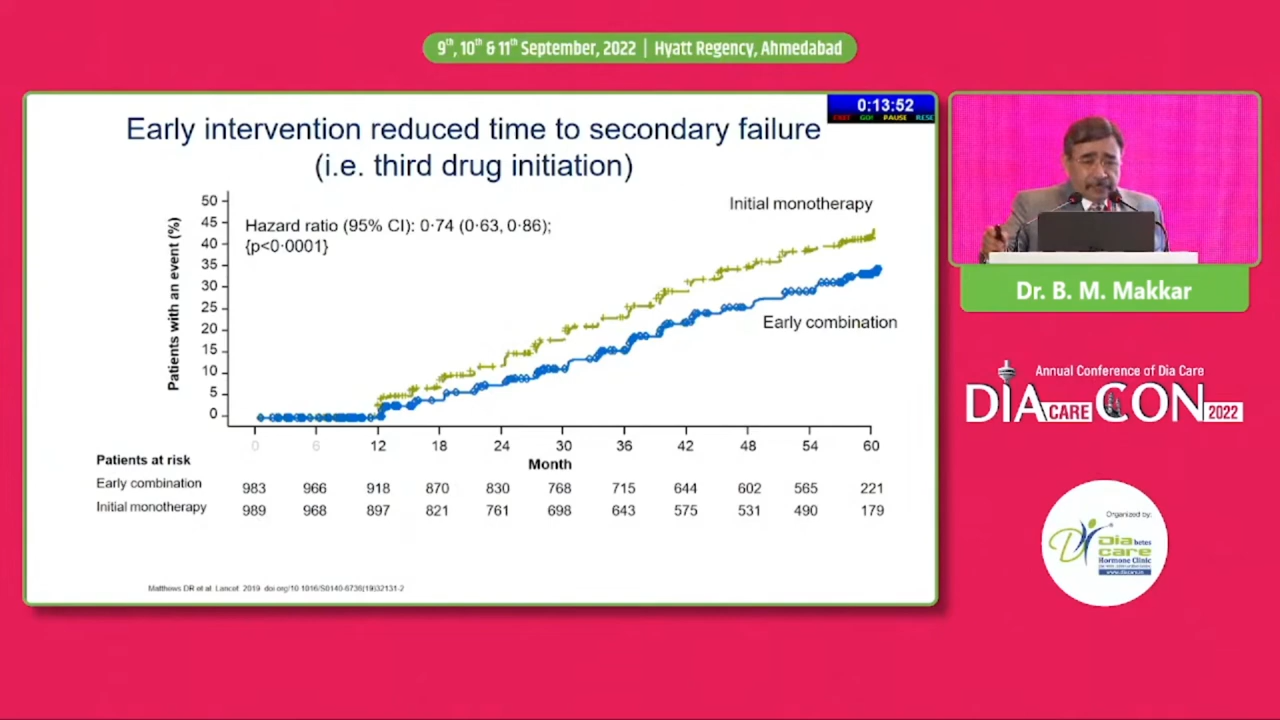 9th, 10th & 11th September, 2022 | Hyatt Regency, Ahmedabad
0:13:52
EXIT GO! PAUSE RESE
Early intervention reduced time to secondary failure
(i.e. third drug initiation)
Hazard ratio (95% CI): 0·74 (0·63, 0·86);
{p<0·0001}
Initial monotherapy
Early combination
Patients with an event (%)
50
45
40
35
30
25
20
15
10
5
0
0 6 12 18 24 30 36 42 48 54 60
Month
Patients at risk
Early combination 983 966 918 870 830 768 715 644 602 565 221
Initial monotherapy 989 968 897 821 761 698 643 575 531 490 179
Matthews DR et al. Lancet. 2019 doi.org/10.1016/S0140-6736(19)32131-2
Dr. B. M. Makkar
Annual Conference of Dia Care
DIA CARE CON 2022
Organized by:
Diabetes
care
Hormone Clinic